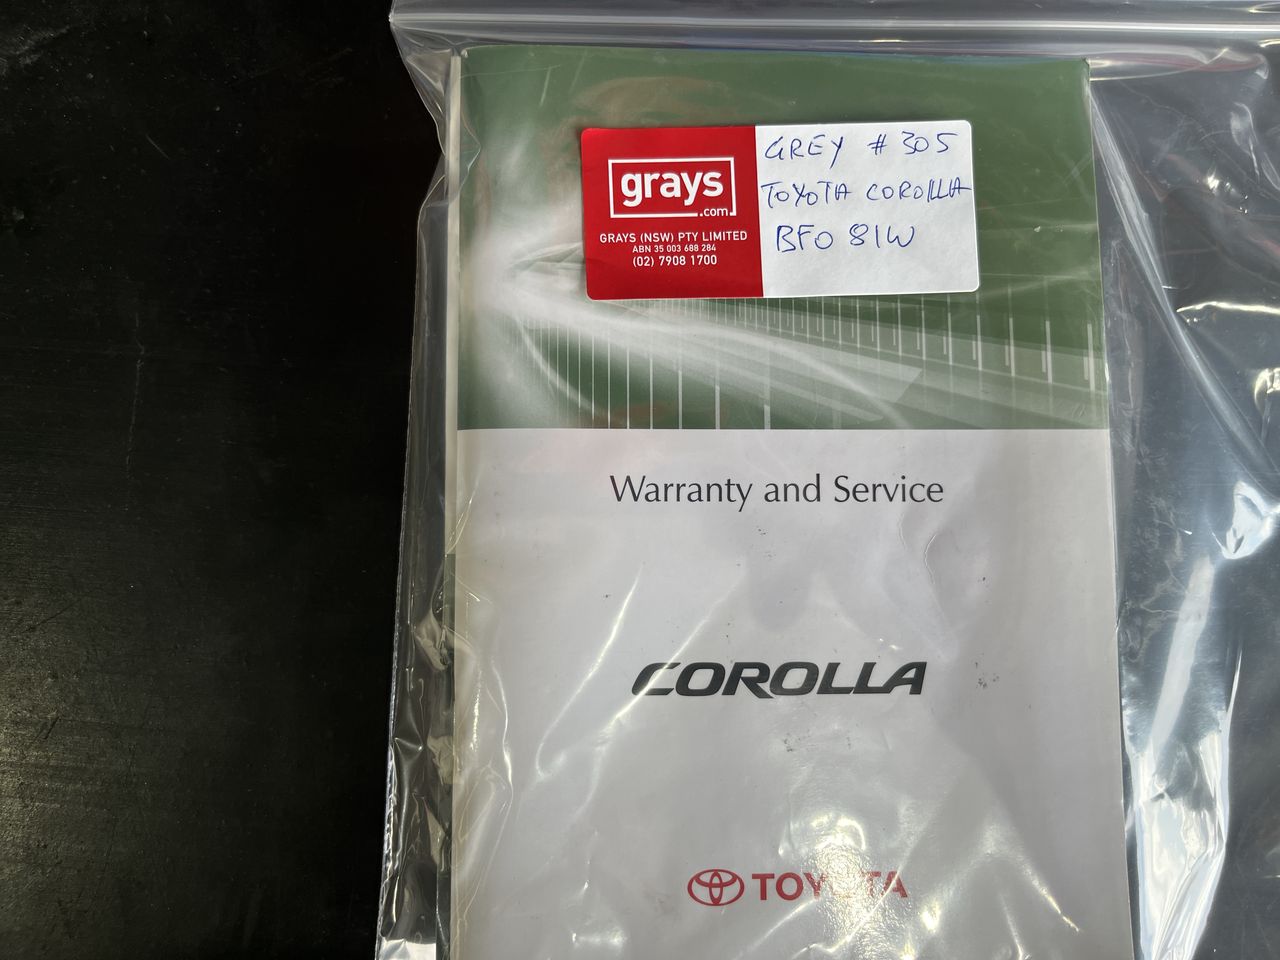 grays
.com
GRAYS (NSW) PTY LIMITED
ABN 35 003 688 284
(02) 7908 1700
GREY # 305
TOYOTA COROLLA
BFO 81W
Warranty and Service
COROLLA
TOYOTA